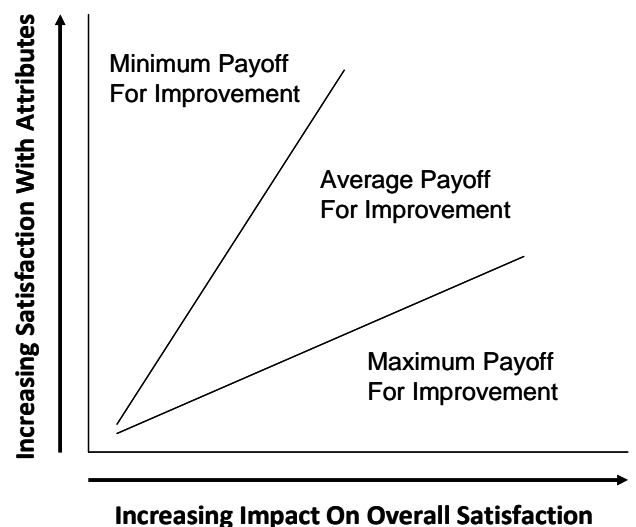 Increasing Satisfaction With Attributes
Minimum Payoff
For Improvement
Average Payoff
For Improvement
Maximum Payoff
For Improvement
Increasing Impact On Overall Satisfaction